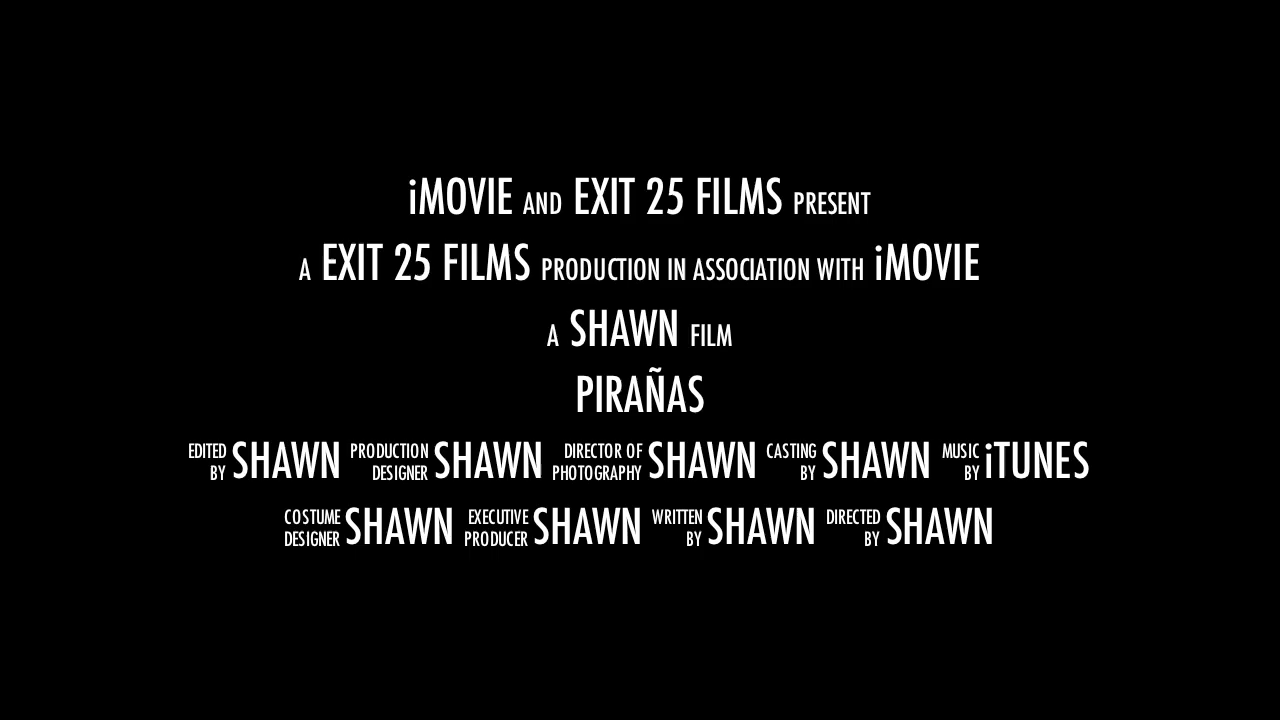 iMOVIE AND EXIT 25 FILMS PRESENT
A EXIT 25 FILMS PRODUCTION IN ASSOCIATION WITH iMOVIE
A SHAWN FILM
PIRAÑAS
EDITED BY SHAWN PRODUCTION DESIGNER SHAWN DIRECTOR OF PHOTOGRAPHY SHAWN CASTING BY SHAWN MUSIC BY iTUNES
COSTUME DESIGNER SHAWN EXECUTIVE PRODUCER SHAWN WRITTEN BY SHAWN DIRECTED BY SHAWN